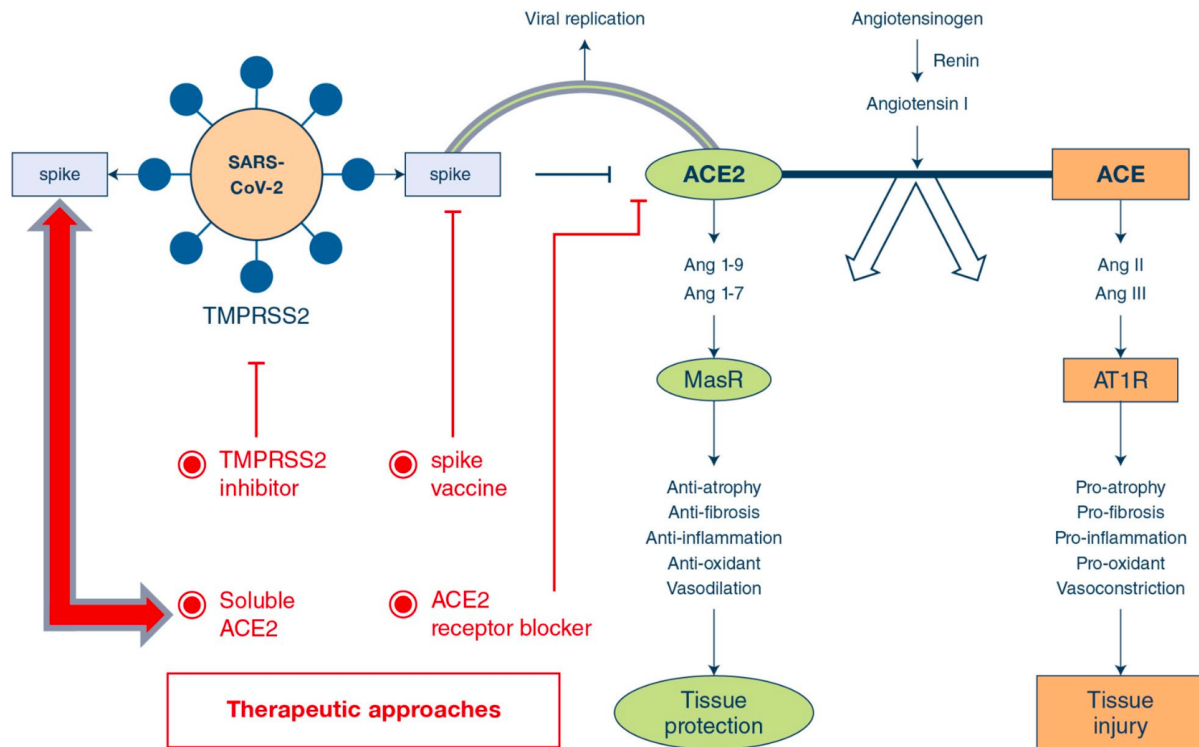 Viral replication
Angiotensinogen
Renin
Angiotensin I
spike
SARS-
CoV-2
spike
ACE2
ACE
TMPRSS2
Ang 1-9
Ang 1-7
Ang II
Ang III
MasR
AT1R
TMPRSS2
inhibitor
spike
vaccine
Anti-atrophy
Anti-fibrosis
Anti-inflammation
Anti-oxidant
Vasodilation
Pro-atrophy
Pro-fibrosis
Pro-inflammation
Pro-oxidant
Vasoconstriction
Soluble
ACE2
ACE2
receptor blocker
Therapeutic approaches
Tissue
protection
Tissue
injury